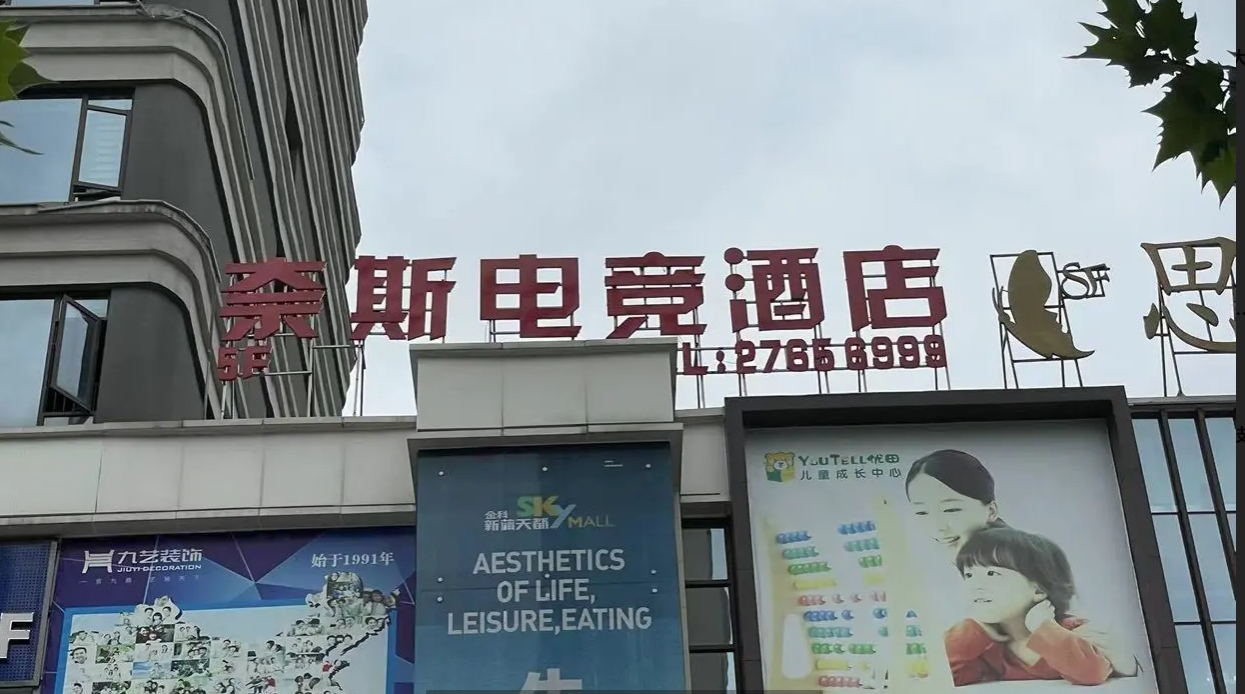 奈斯电竞酒店
5F
L:2765 6999
ST
思
YouTELL优田
儿童成长中心
金科
新蒲天都
SKY MALL
AESTHETICS
OF LIFE,
LEISURE,EATING
九艺装饰
JIUYI DECORATION
始于1991年
F